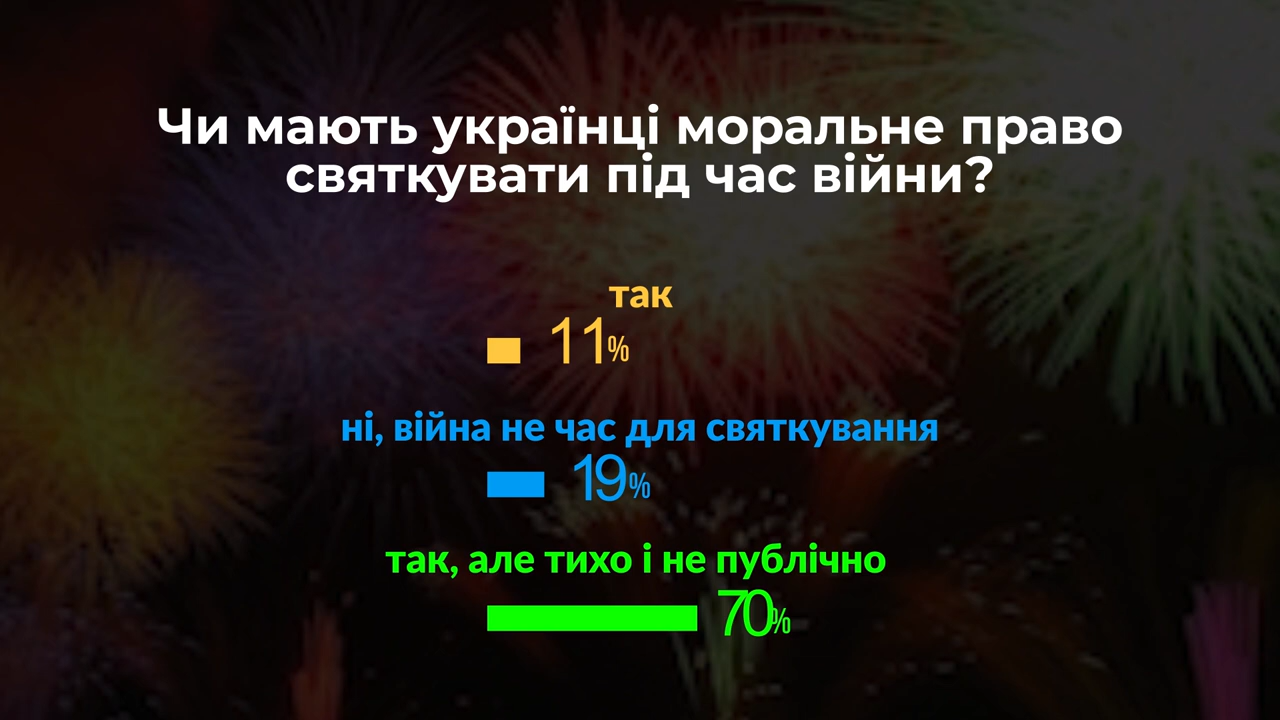 Чи мають українці моральне право
святкувати під час війни?
так
11%
ні, війна не час для святкування
19%
так, але тихо і не публічно
70%